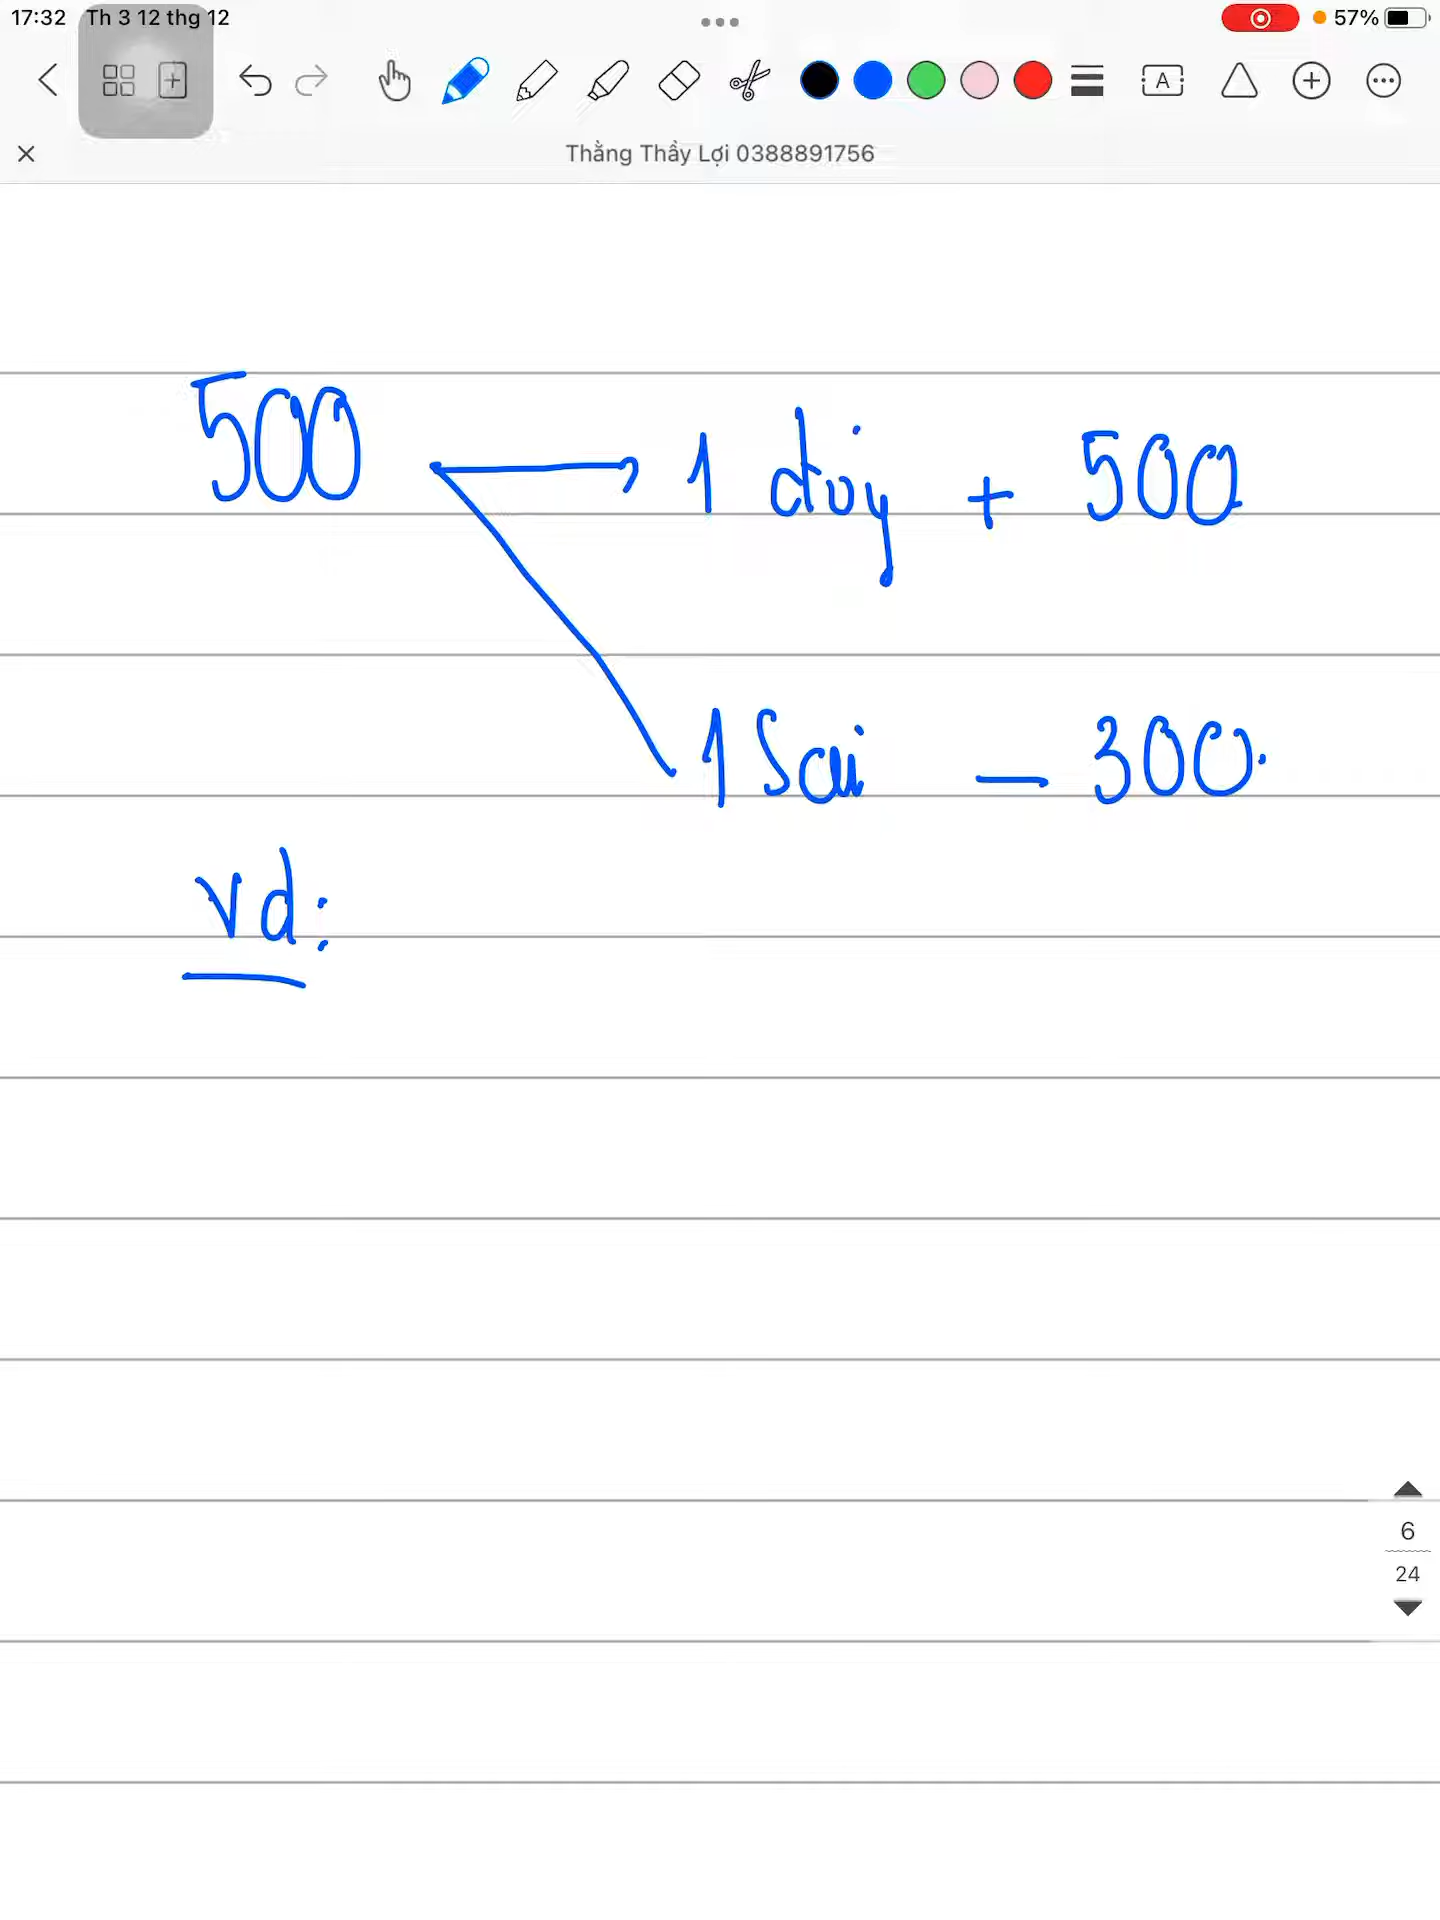 17:32 Th 3 12 thg 12 57%
A
Thằng Thầy Lợi 0388891756
500 1 + 500
1 Sai - 300
vd:
6
24